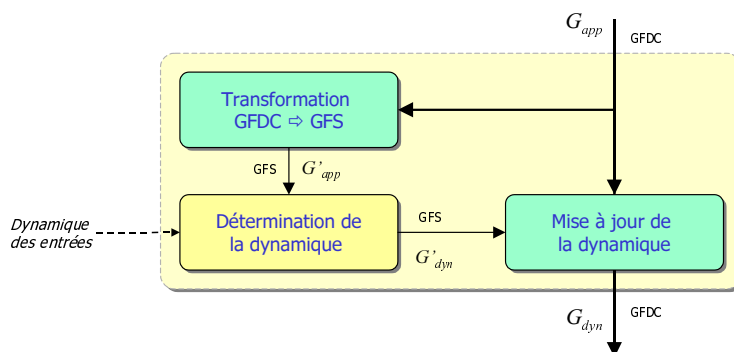 G_app
GFDC
Transformation
GFDC ⇨ GFS
GFS
G'_app
Dynamique
des entrées
Détermination de
la dynamique
GFS
G'_dyn
Mise à jour de
la dynamique
G_dyn
GFDC